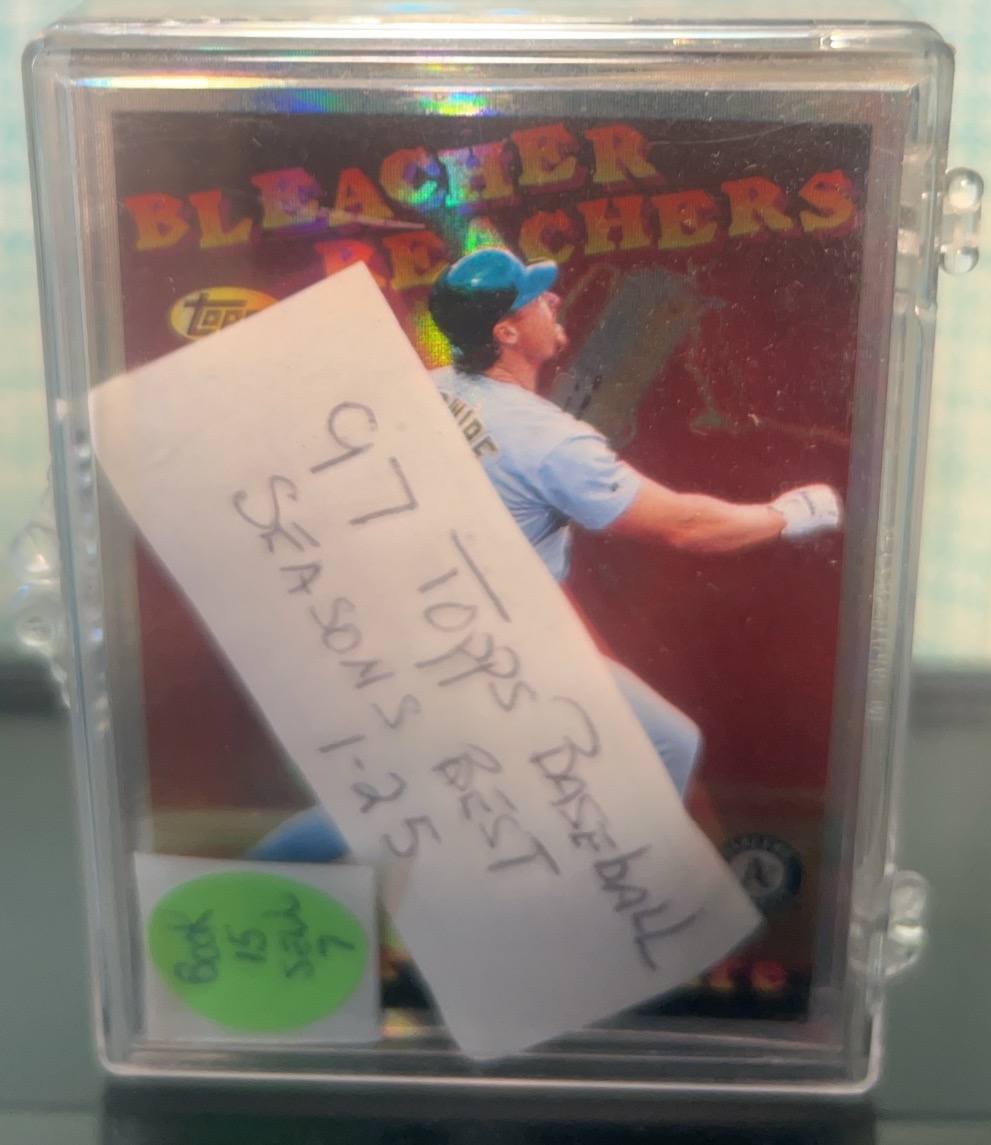 BLEACHER
REACHERS
Topps
97 TOPPS BASEBALL
SEASONS BEST
1-25
Book
15
SELL
7